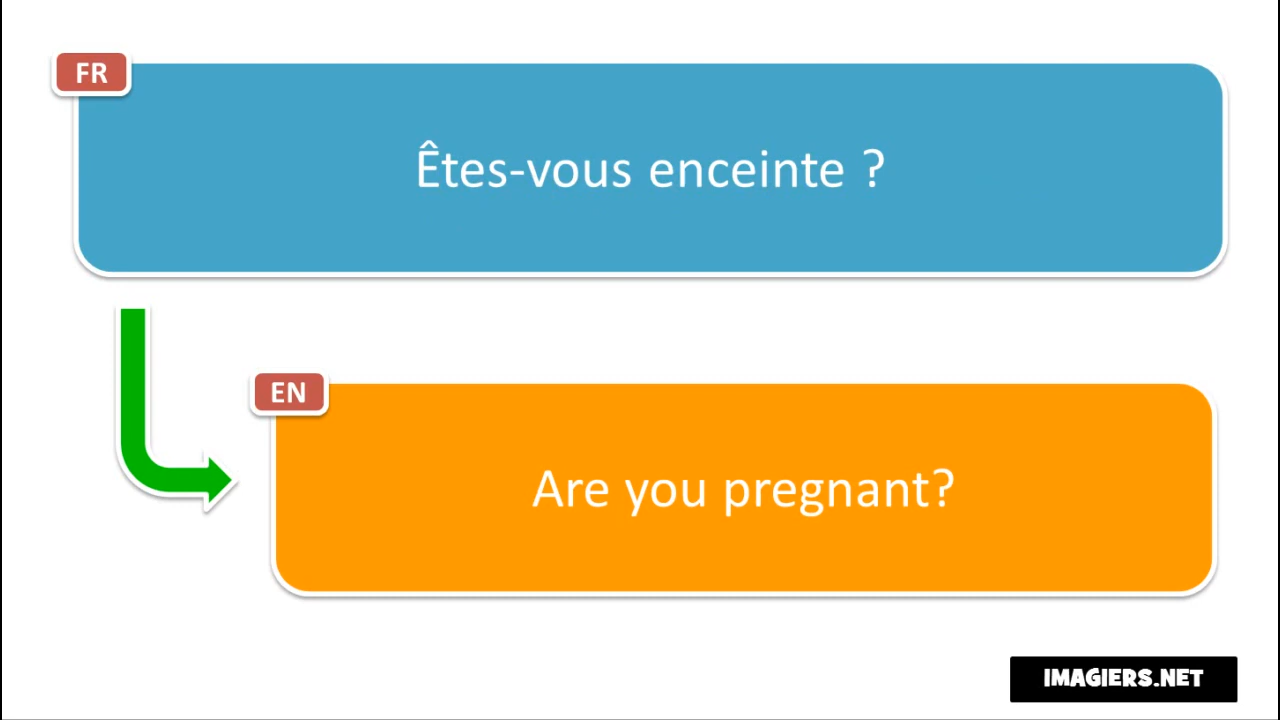 FR
Êtes-vous enceinte ?
EN
Are you pregnant?
IMAGIERS.NET